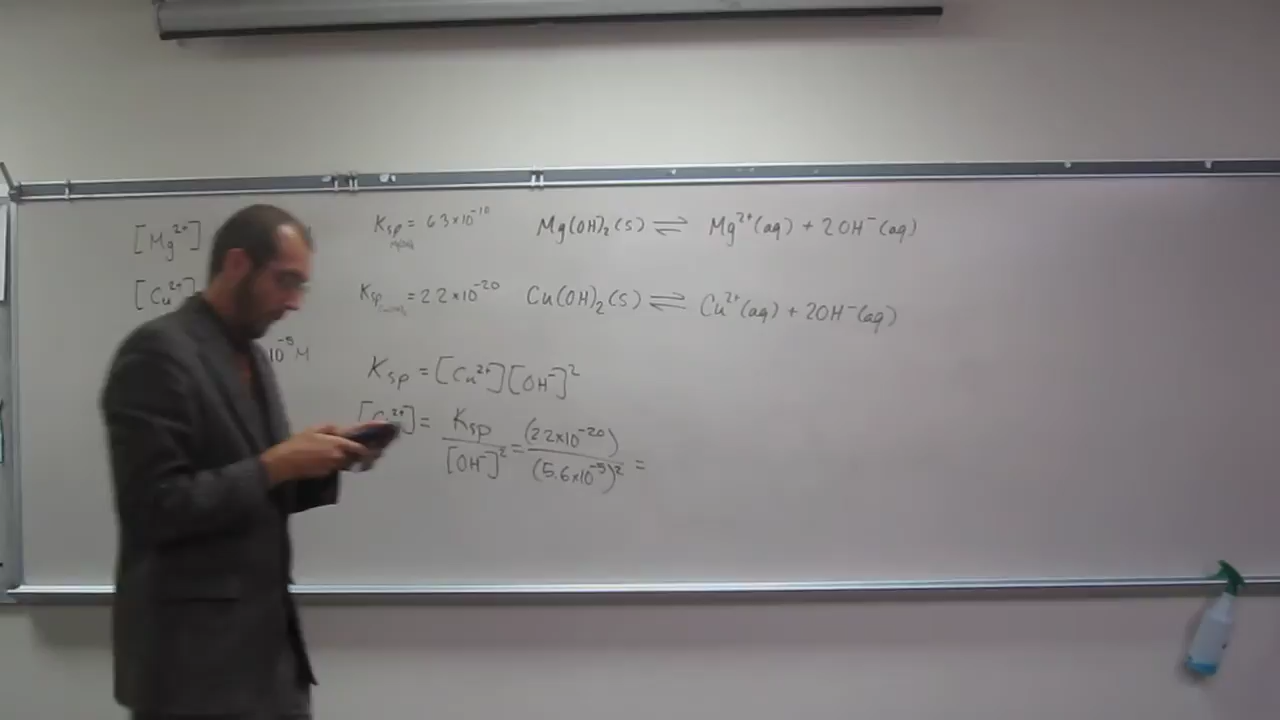 [Mg²⁺]
Ksp = 6.3×10⁻¹⁰ Mg(OH)₂(s) ⇌ Mg²⁺(aq) + 2OH⁻(aq)
[Cu²⁺]
Ksp = 2.2×10⁻²⁰ Cu(OH)₂(s) ⇌ Cu²⁺(aq) + 2OH⁻(aq)
10⁻⁵ M
Ksp = [Cu²⁺][OH⁻]²
[Cu²⁺] = Ksp / [OH⁻]² = (2.2×10⁻²⁰) / (5.6×10⁻⁵)² =